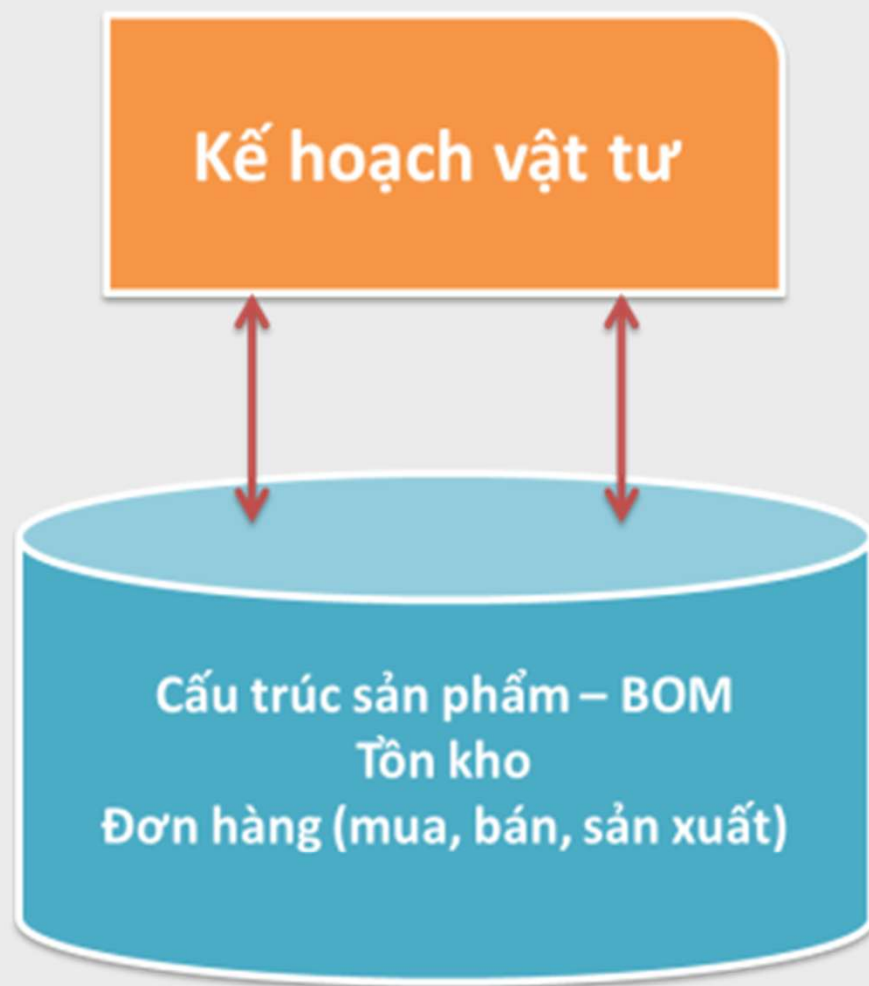 Kế hoạch vật tư
Cấu trúc sản phẩm – BOM
Tồn kho
Đơn hàng (mua, bán, sản xuất)